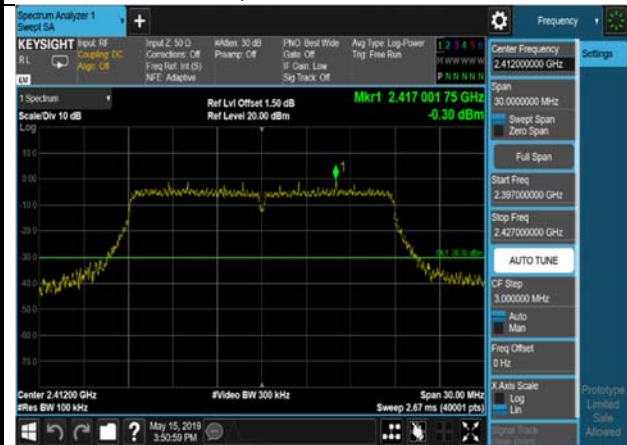 Spectrum Analyzer 1
Swept SA
+
Frequency
KEYSIGHT
RL
LXI
Input: RF
Coupling: DC
Align: Off
Input Z: 50 Ω
Corrections: Off
Freq Ref: Int (S)
NFE: Adaptive
#Atten: 30 dB
Preamp: Off
PNO: Best Wide
Gate: Off
IF Gain: Low
Sig Track: Off
Avg Type: Log-Power
Trig: Free Run
1 2 3 4 5 6
M W W W W W
P N N N N N
1 Spectrum
Scale/Div 10 dB
Log
Ref Lvl Offset 1.50 dB
Ref Level 20.00 dBm
Mkr1 2.417 001 75 GHz
-0.30 dBm
1
10.0
0.00
-10.0
-20.0
-30.0
-40.0
-50.0
-60.0
-70.0
Center 2.41200 GHz
#Res BW 100 kHz
#Video BW 300 kHz
Span 30.00 MHz
Sweep 2.67 ms (40001 pts)
Center Frequency
2.412000000 GHz
Settings
Span
30.0000000 MHz
Swept Span
Zero Span
Full Span
Start Freq
2.397000000 GHz
Stop Freq
2.427000000 GHz
AUTO TUNE
CF Step
3.000000 MHz
Auto
Man
Freq Offset
0 Hz
X Axis Scale
Log
Lin
Signal Track
Prototype
Limited
Sale
Allowed
?
May 15, 2019
3:50:59 PM